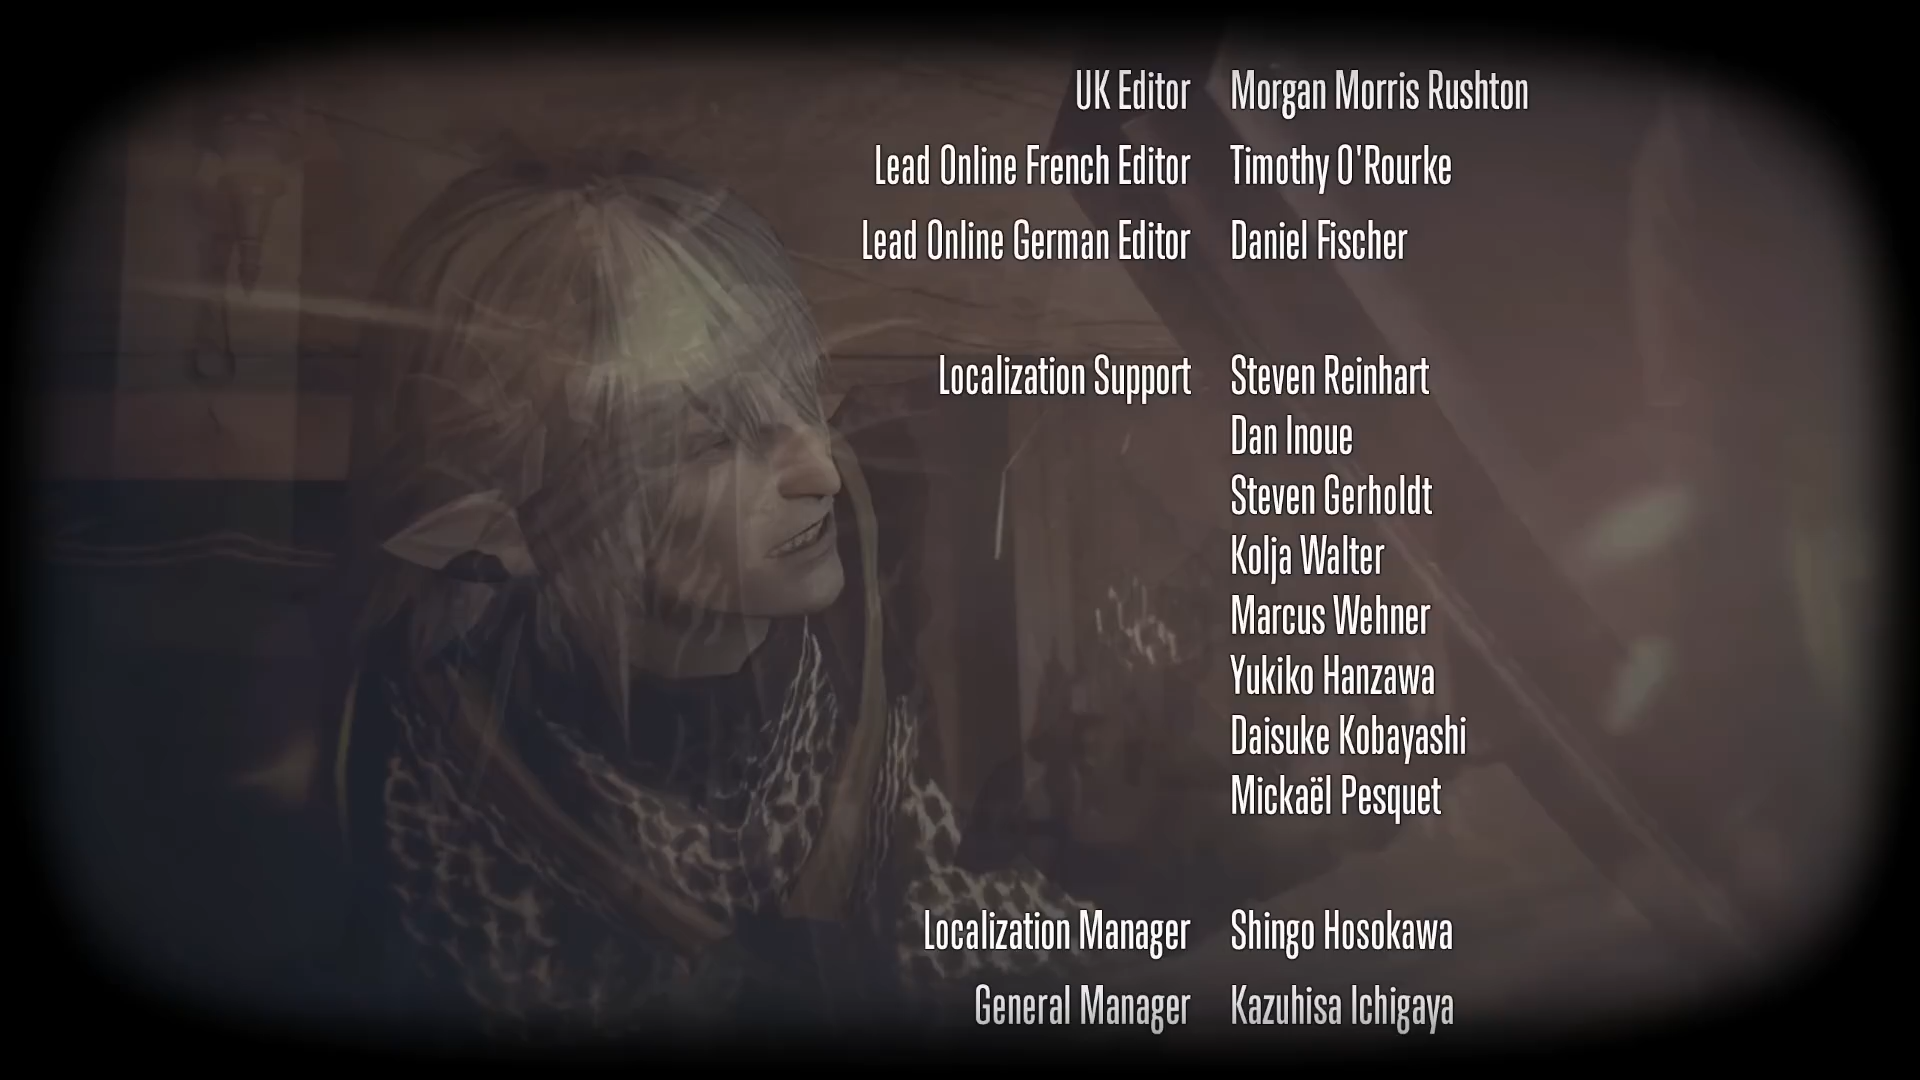 UK Editor Morgan Morris Rushton
Lead Online French Editor Timothy O'Rourke
Lead Online German Editor Daniel Fischer
Localization Support Steven Reinhart
Dan Inoue
Steven Gerholdt
Kolja Walter
Marcus Wehner
Yukiko Hanzawa
Daisuke Kobayashi
Mickaël Pesquet
Localization Manager Shingo Hosokawa
General Manager Kazuhisa Ichigaya